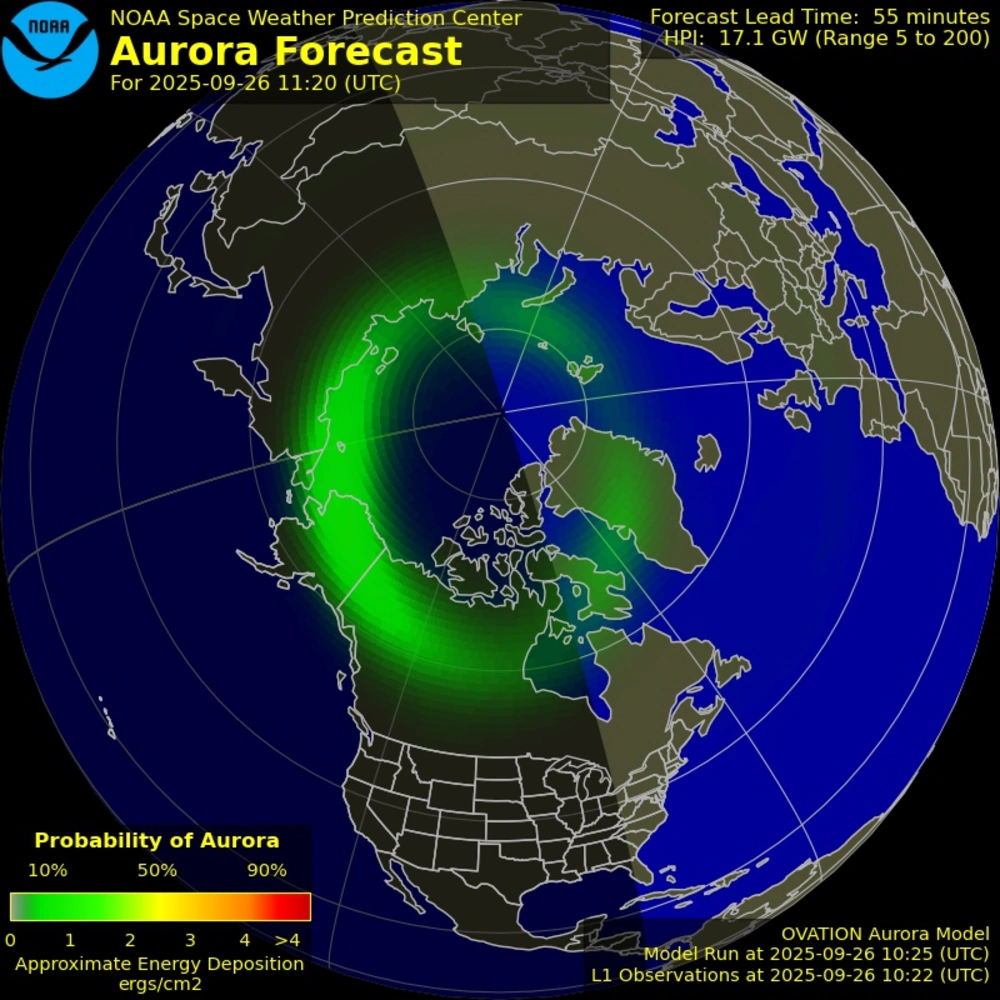 NOAA
NOAA Space Weather Prediction Center
Aurora Forecast
For 2025-09-26 11:20 (UTC)
Forecast Lead Time: 55 minutes
HPI: 17.1 GW (Range 5 to 200)
Probability of Aurora
10% 50% 90%
0 1 2 3 4 >4
Approximate Energy Deposition
ergs/cm2
OVATION Aurora Model
Model Run at 2025-09-26 10:25 (UTC)
L1 Observations at 2025-09-26 10:22 (UTC)